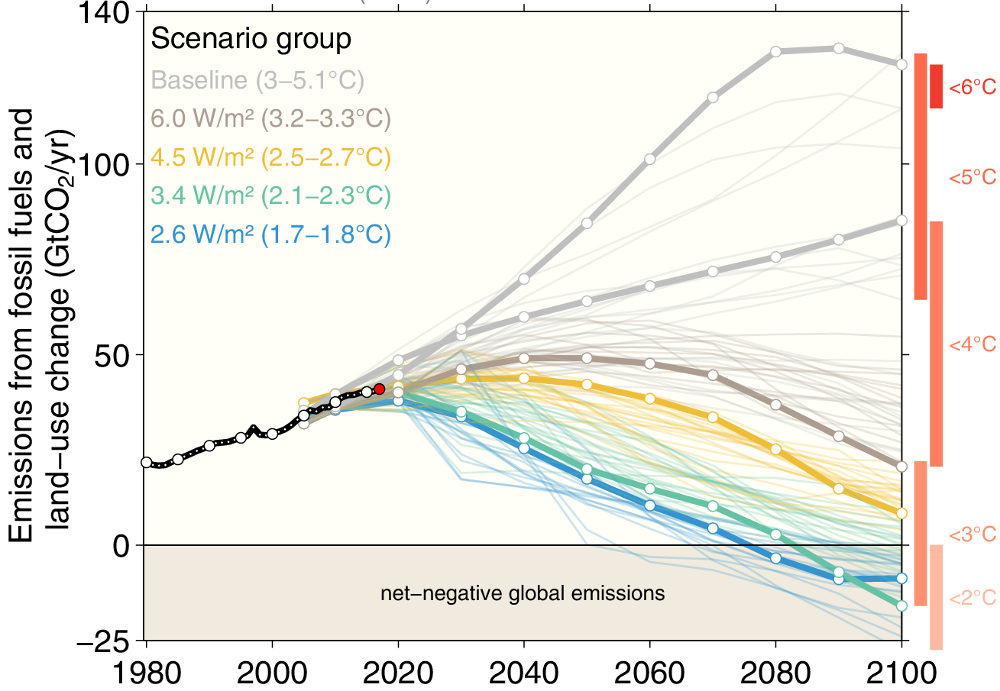 140
100
50
0
−25
Emissions from fossil fuels and
land−use change (GtCO₂/yr)
Scenario group
Baseline (3−5.1°C)
6.0 W/m² (3.2−3.3°C)
4.5 W/m² (2.5−2.7°C)
3.4 W/m² (2.1−2.3°C)
2.6 W/m² (1.7−1.8°C)
net−negative global emissions
<6°C
<5°C
<4°C
<3°C
<2°C
1980 2000 2020 2040 2060 2080 2100